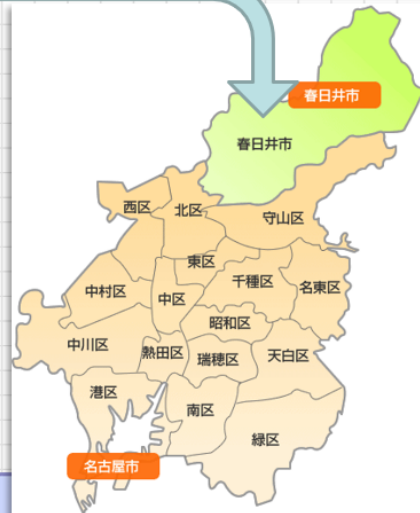 春日井市
春日井市
西区
北区
守山区
東区
千種区
名東区
中村区
中区
昭和区
中川区
熱田区
瑞穂区
天白区
港区
南区
緑区
名古屋市